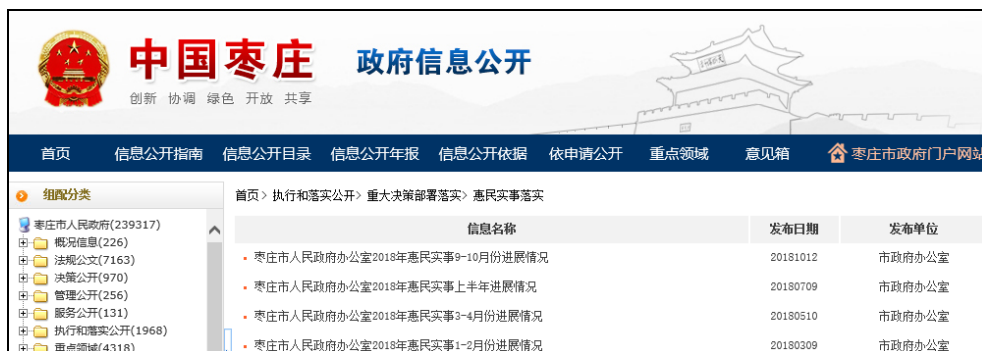 中国枣庄
政府信息公开
创新 协调 绿色 开放 共享
首页 信息公开指南 信息公开目录 信息公开年报 信息公开依据 依申请公开 重点领域 意见箱 枣庄市政府门户网站
组配分类
首页> 执行和落实公开> 重大决策部署落实> 惠民实事落实
枣庄市人民政府(239317)
概况信息(226)
法规公文(7163)
决策公开(970)
管理公开(256)
服务公开(131)
执行和落实公开(1968)
重点领域(4318)
信息名称 发布日期 发布单位
枣庄市人民政府办公室2018年惠民实事9-10月份进展情况 20181012 市政府办公室
枣庄市人民政府办公室2018年惠民实事上半年进展情况 20180709 市政府办公室
枣庄市人民政府办公室2018年惠民实事3-4月份进展情况 20180510 市政府办公室
枣庄市人民政府办公室2018年惠民实事1-2月份进展情况 20180309 市政府办公室